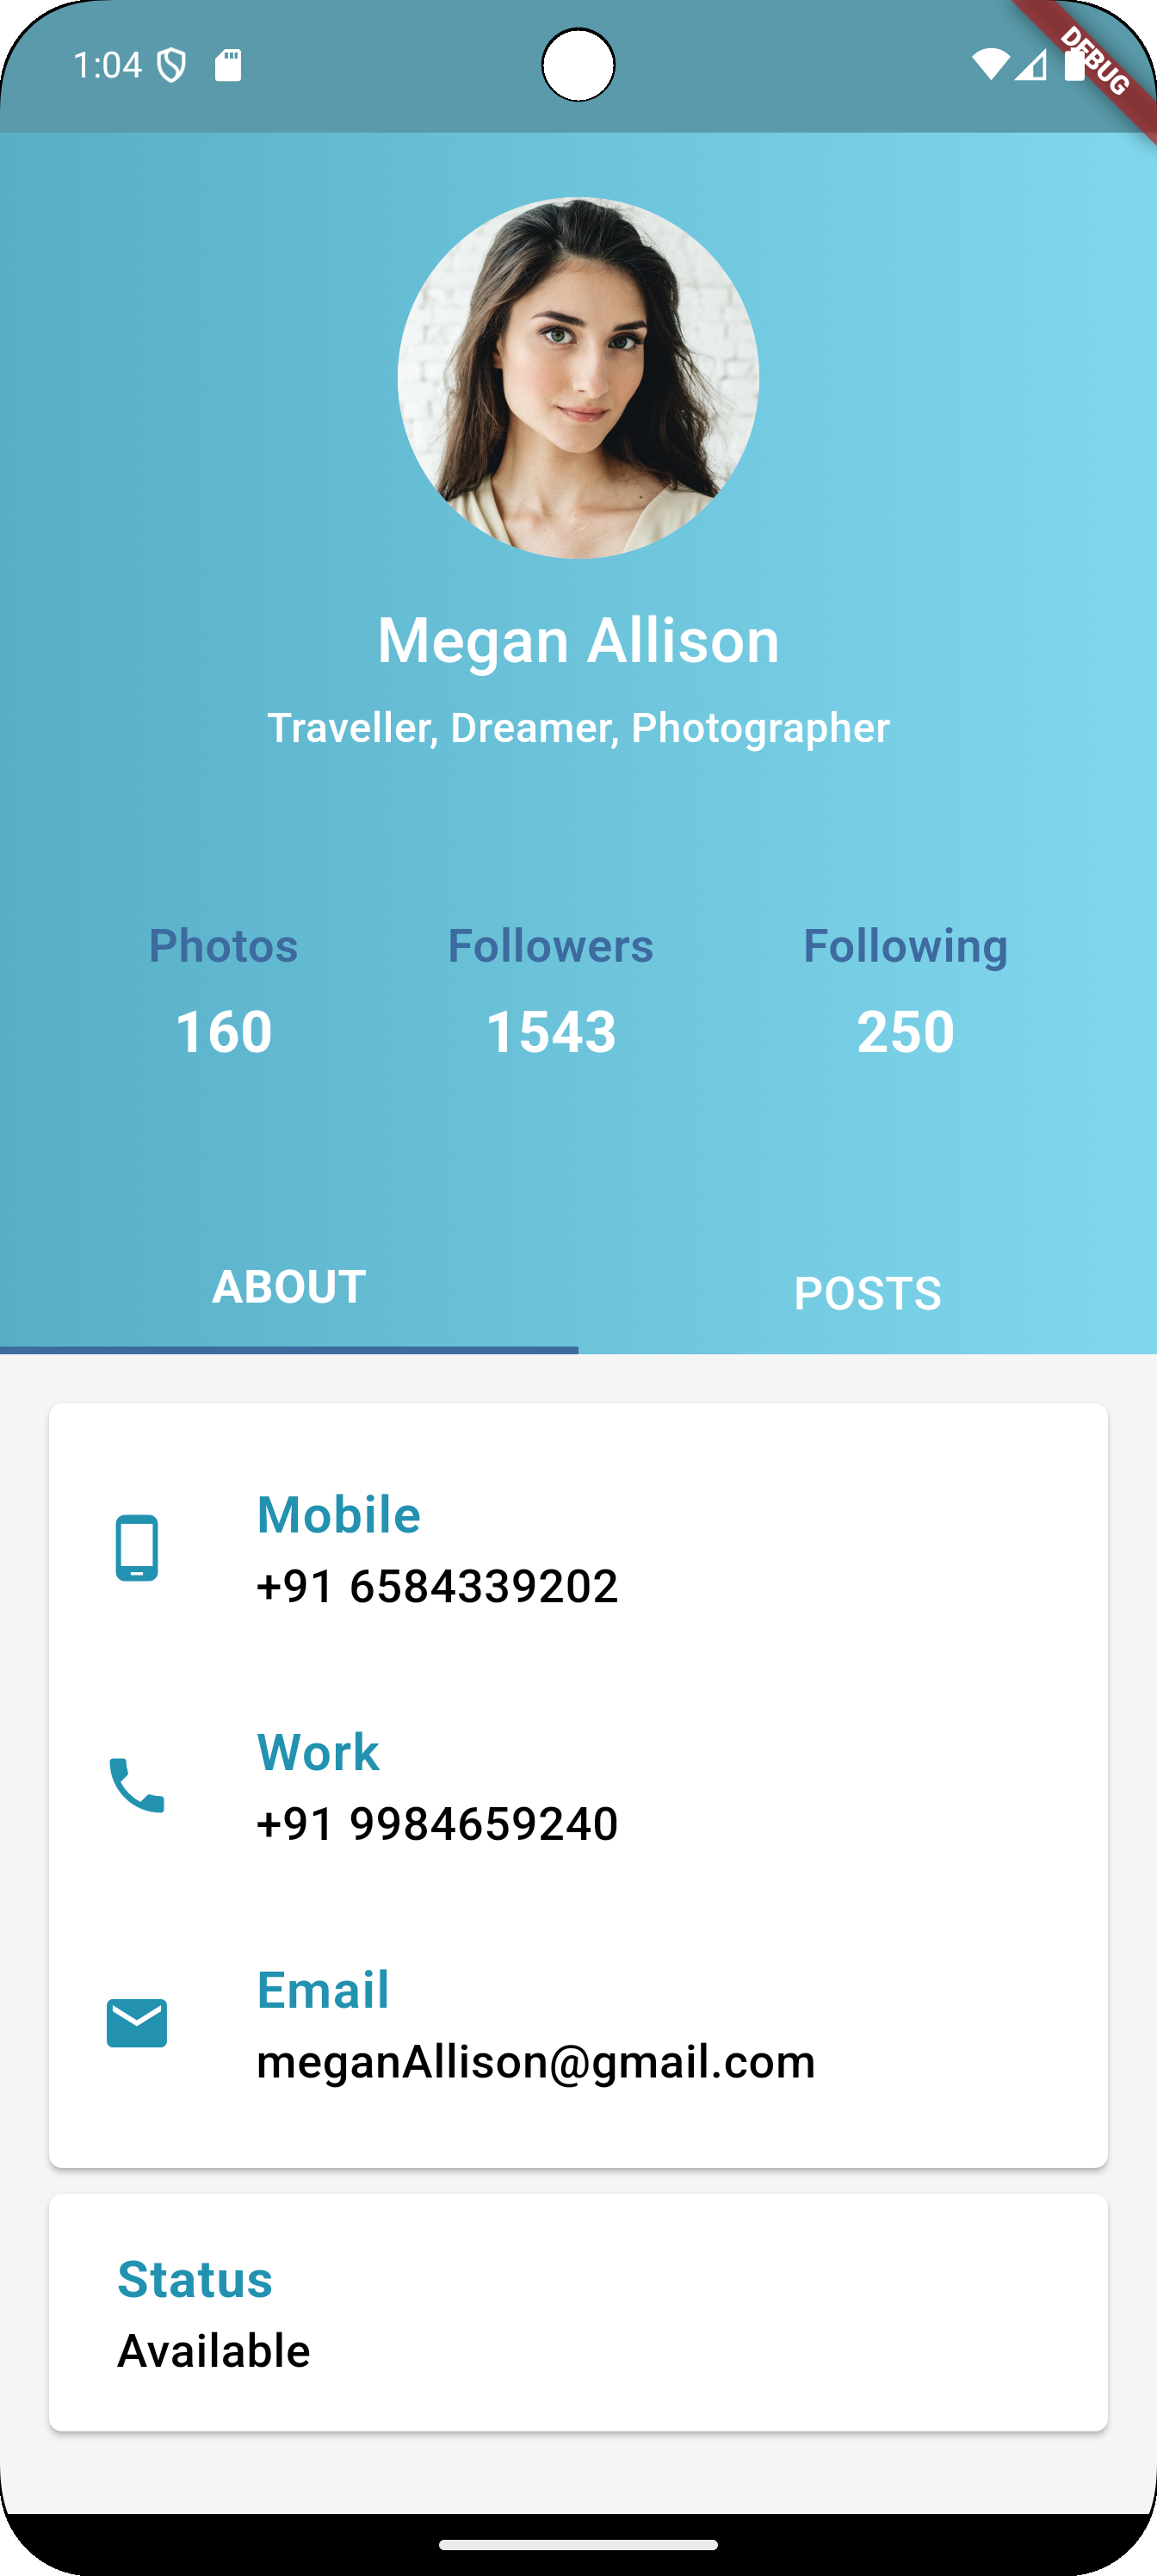 1:04
DEBUG
Megan Allison
Traveller, Dreamer, Photographer
Photos Followers Following
160 1543 250
ABOUT POSTS
Mobile
+91 6584339202
Work
+91 9984659240
Email
meganAllison@gmail.com
Status
Available